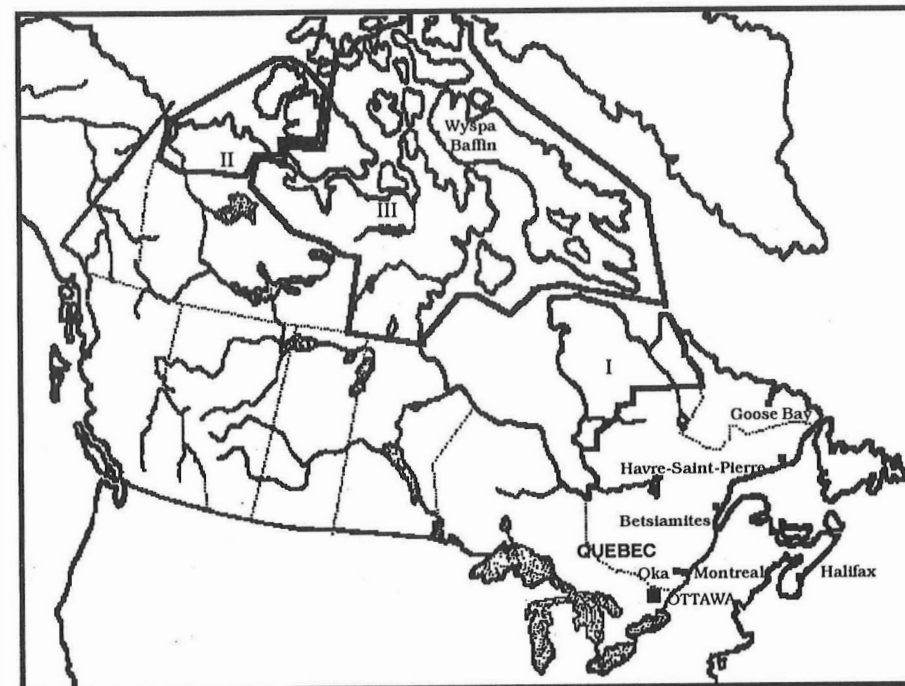 Wyspa
Baffin
II
III
I
Goose Bay
Havre-Saint-Pierre
Betsiamites
QUEBEC
Oka
Montreal
Halifax
OTTAWA